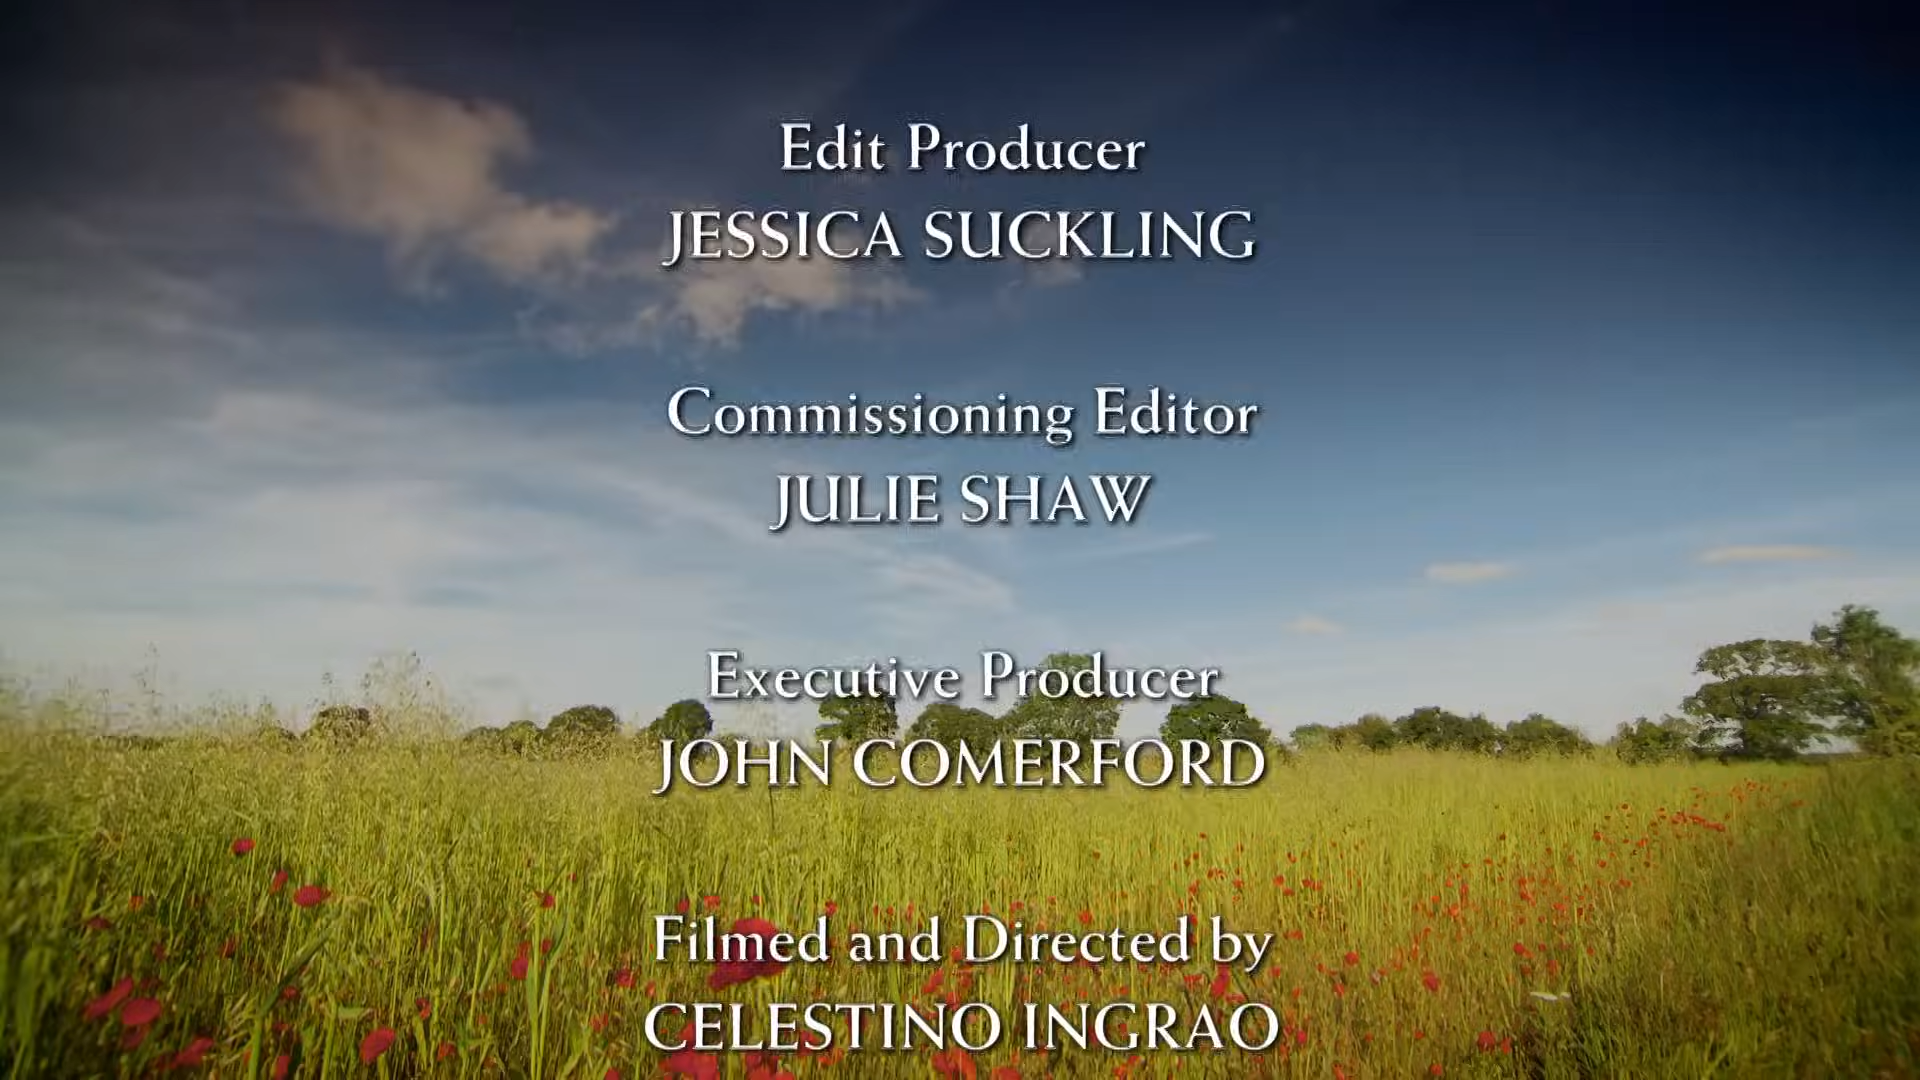 Edit Producer
JESSICA SUCKLING
Commissioning Editor
JULIE SHAW
Executive Producer
JOHN COMERFORD
Filmed and Directed by
CELESTINO INGRAO